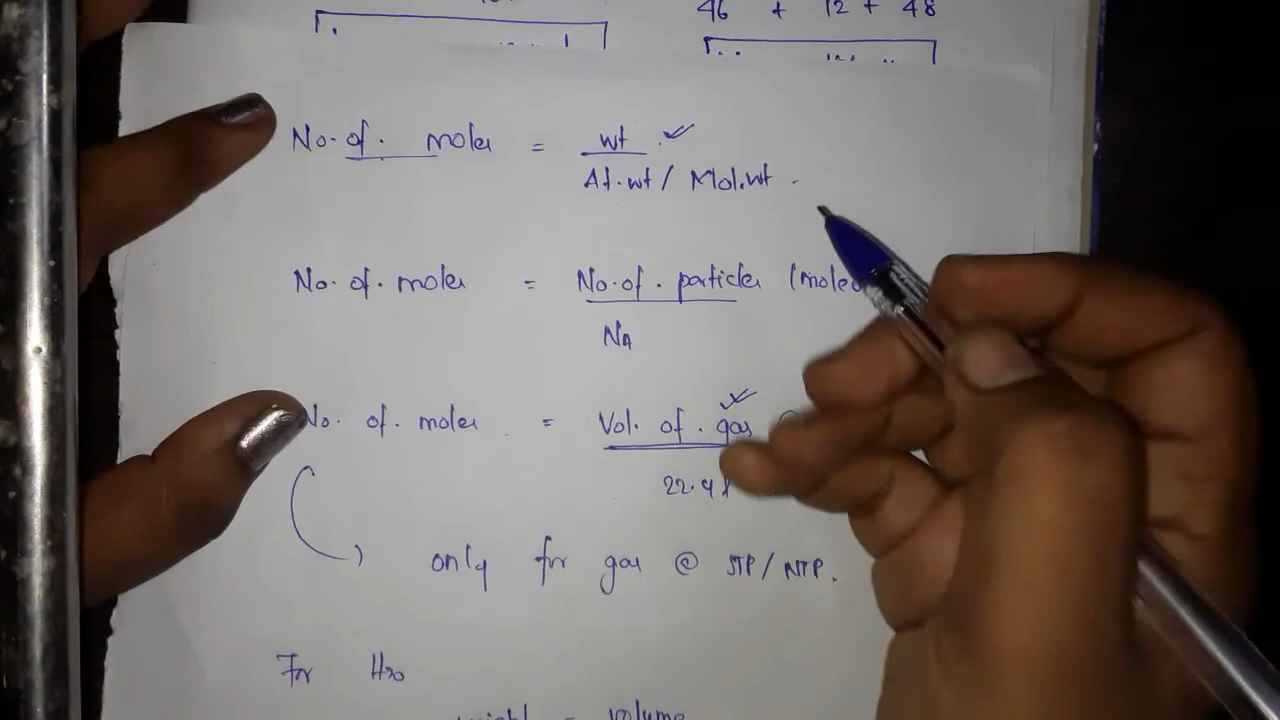 46 + 12 + 48
No. of. moles = wt
At.wt / Mol.wt
No. of. moles = No. of. particles
NA
No. of. moles = Vol. of. gas
22.4 l
only for gas @ STP / NTP.
For H2O
= volume